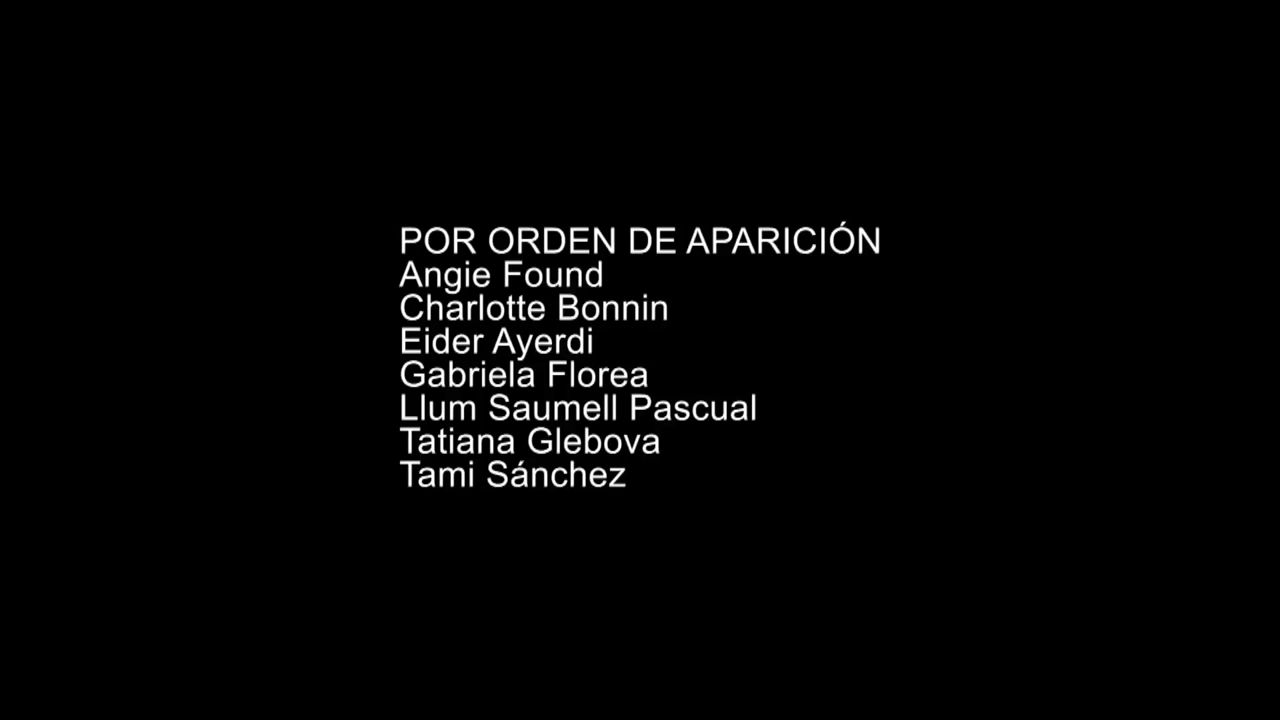 POR ORDEN DE APARICIÓN
Angie Found
Charlotte Bonnin
Eider Ayerdi
Gabriela Florea
Llum Saumell Pascual
Tatiana Glebova
Tami Sánchez